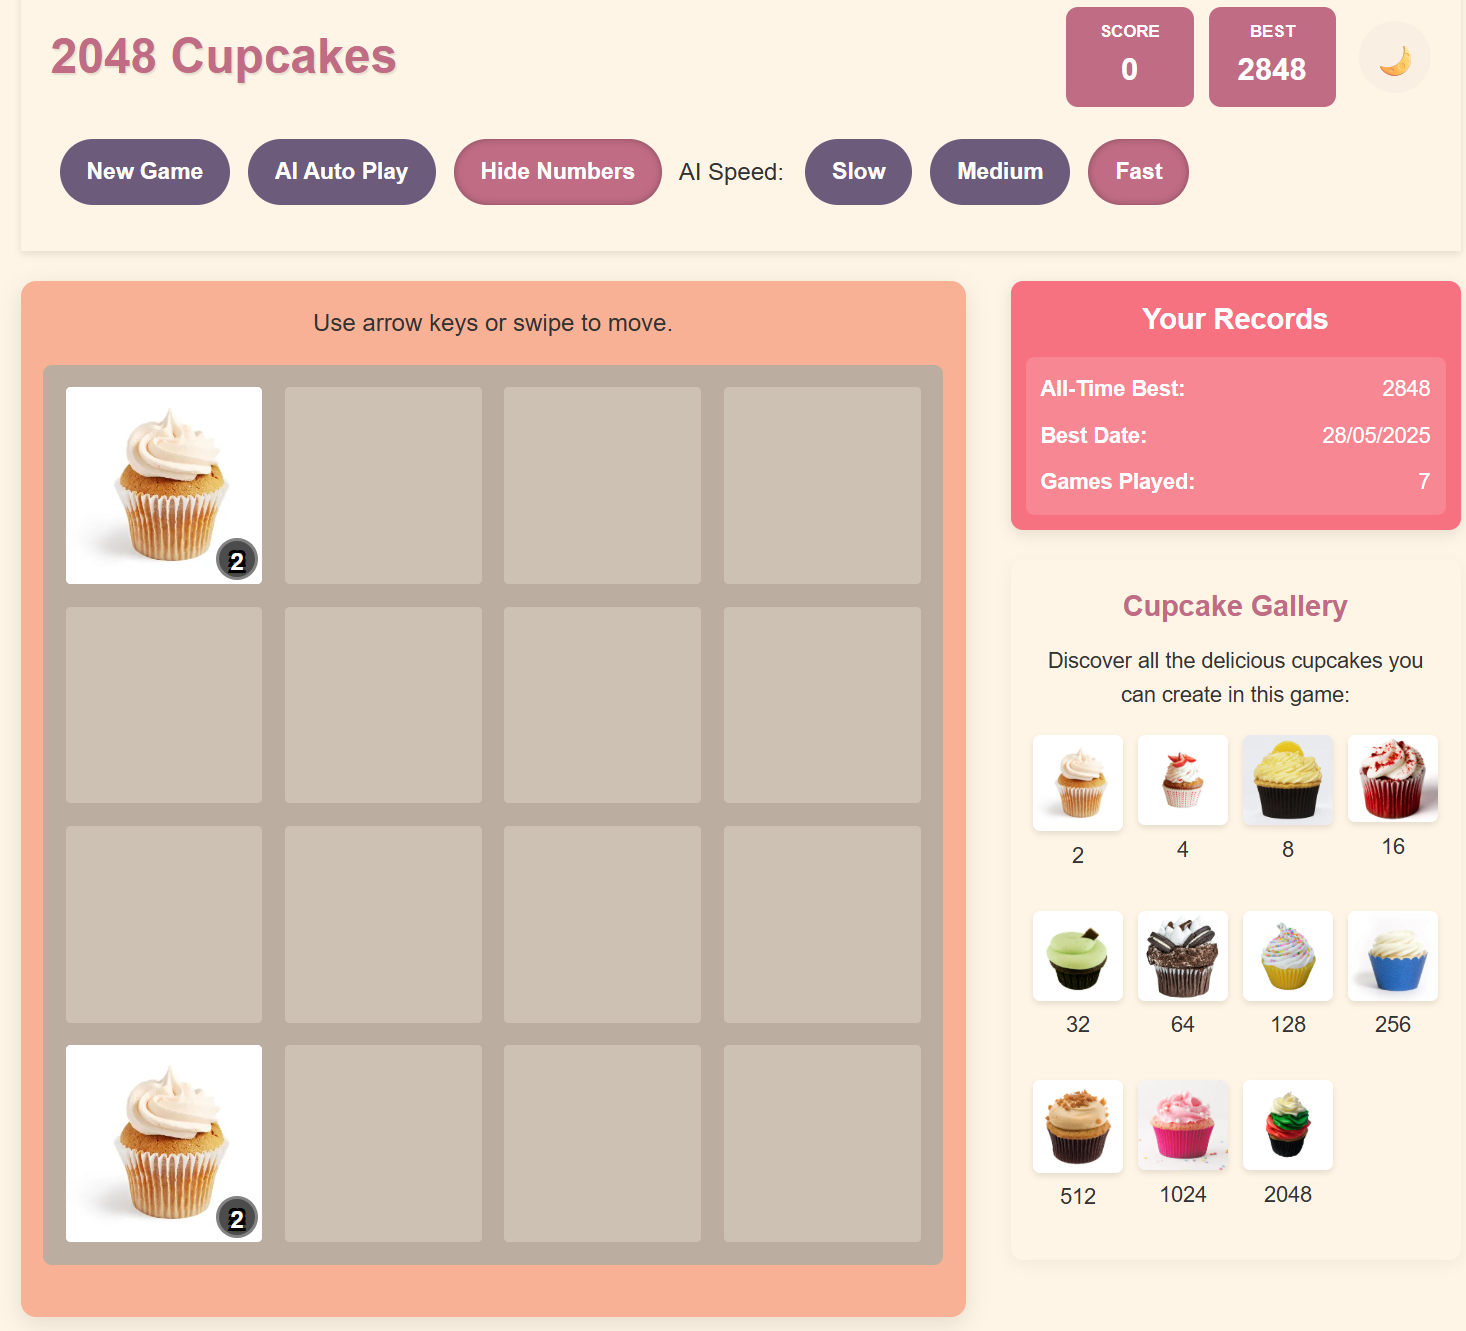 2048 Cupcakes
SCORE
0
BEST
2848
New Game
AI Auto Play
Hide Numbers
AI Speed:
Slow
Medium
Fast
Use arrow keys or swipe to move.
2
2
Your Records
All-Time Best: 2848
Best Date: 28/05/2025
Games Played: 7
Cupcake Gallery
Discover all the delicious cupcakes you
can create in this game:
2 4 8 16
32 64 128 256
512 1024 2048